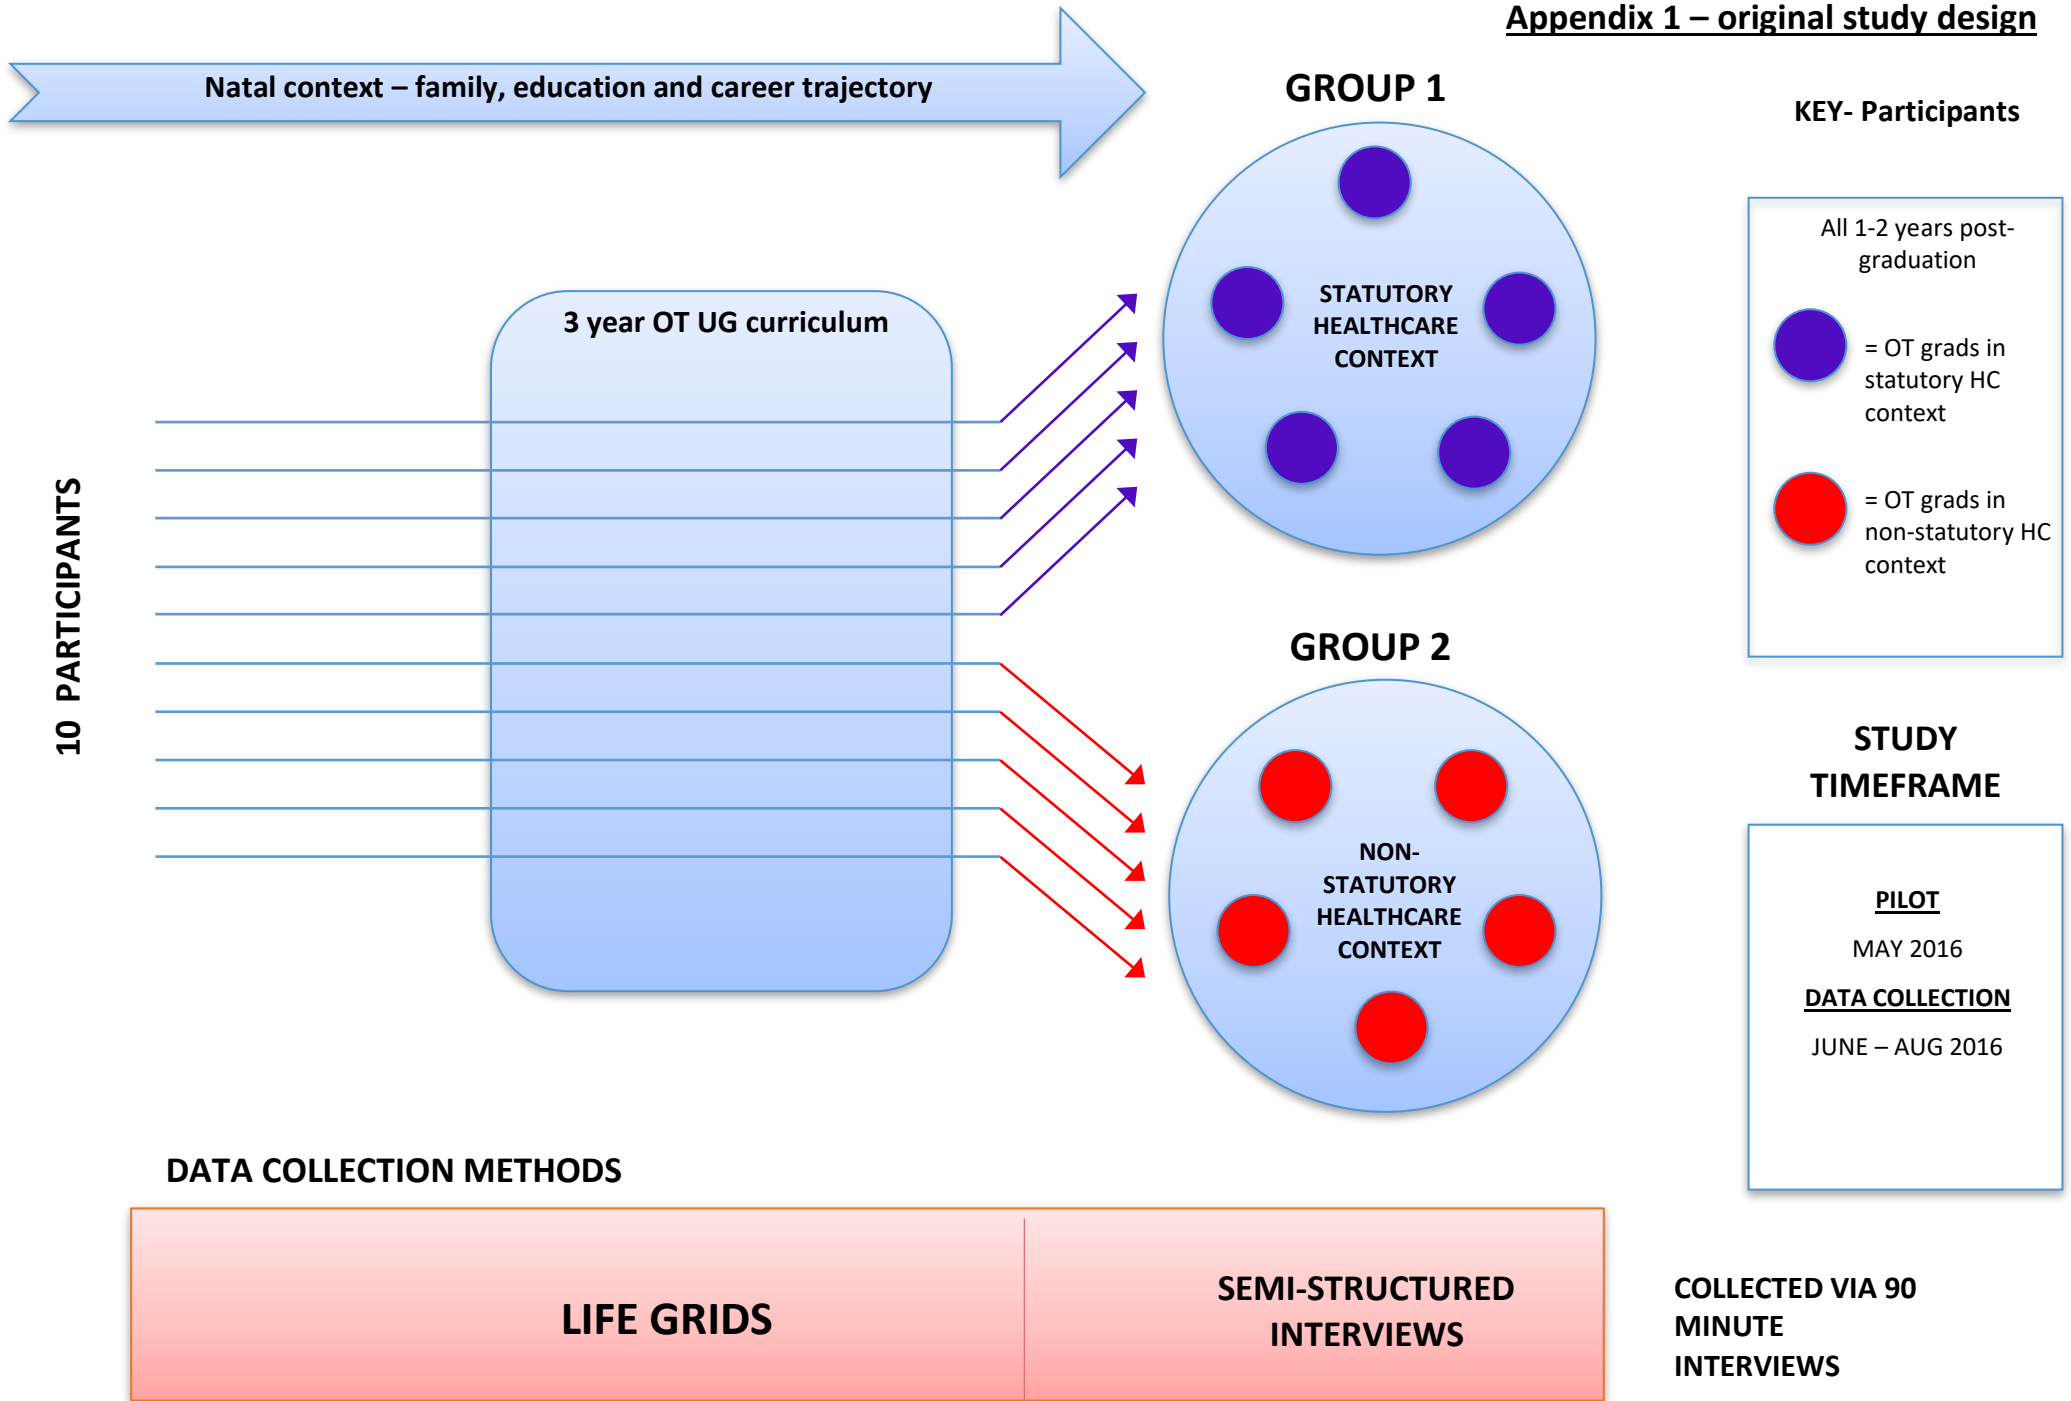 Appendix 1 – original study design
Natal context – family, education and career trajectory
GROUP 1
KEY- Participants
All 1-2 years post-
graduation
= OT grads in
statutory HC
context
= OT grads in
non-statutory HC
context
STATUTORY
HEALTHCARE
CONTEXT
3 year OT UG curriculum
10 PARTICIPANTS
GROUP 2
NON-
STATUTORY
HEALTHCARE
CONTEXT
STUDY
TIMEFRAME
PILOT
MAY 2016
DATA COLLECTION
JUNE – AUG 2016
DATA COLLECTION METHODS
LIFE GRIDS
SEMI-STRUCTURED
INTERVIEWS
COLLECTED VIA 90
MINUTE
INTERVIEWS